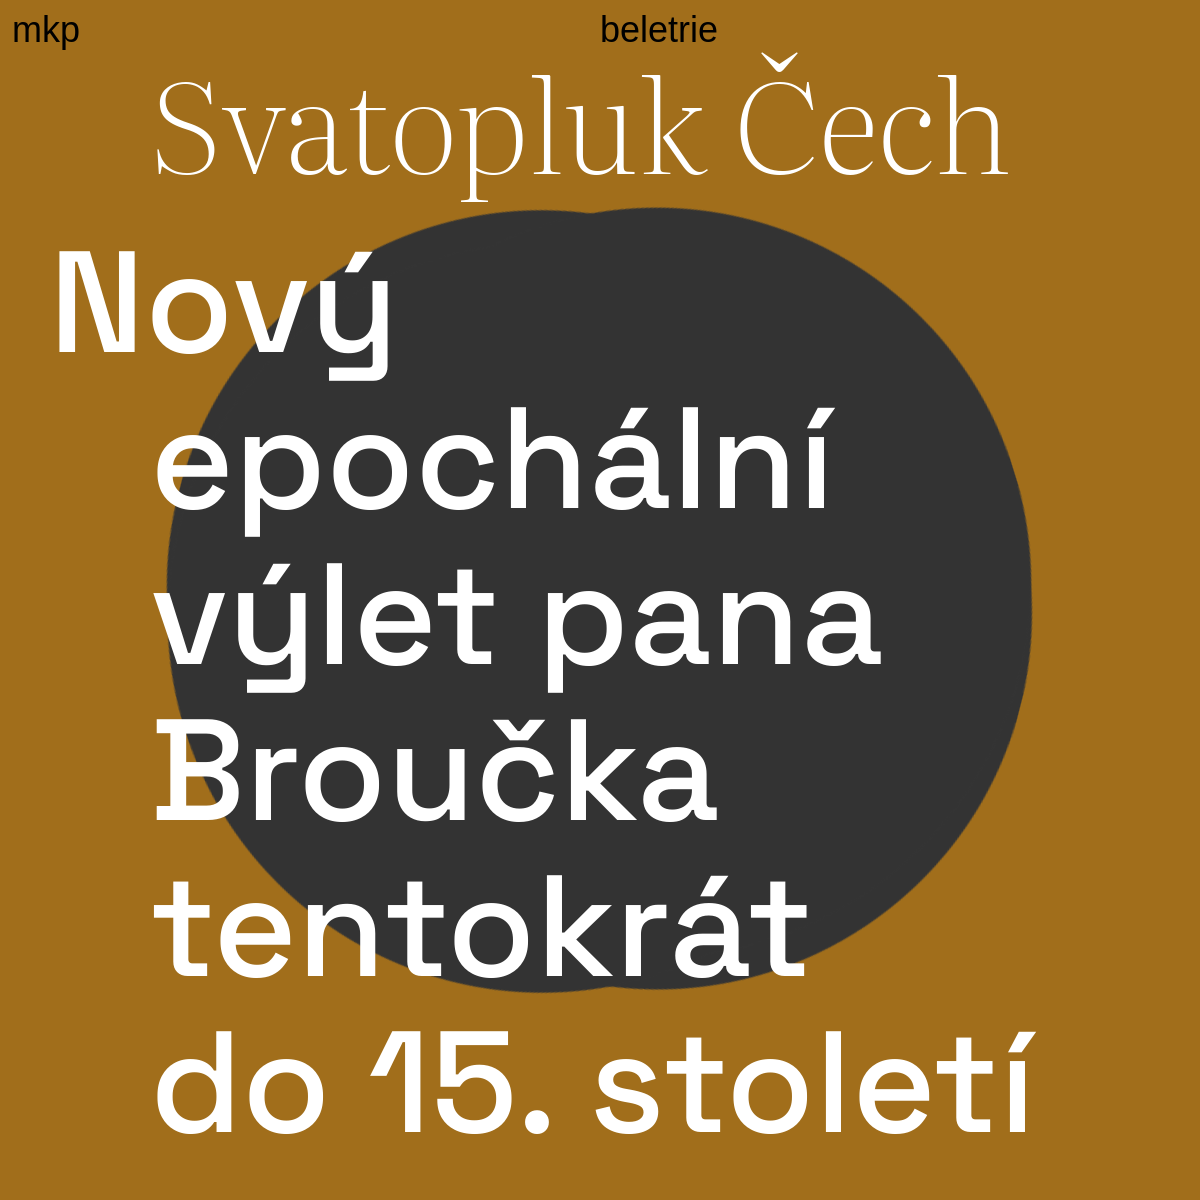 mkp
beletrie
Svatopluk Čech
Nový
epochální
výlet pana
Broučka
tentokrát
do 15. století